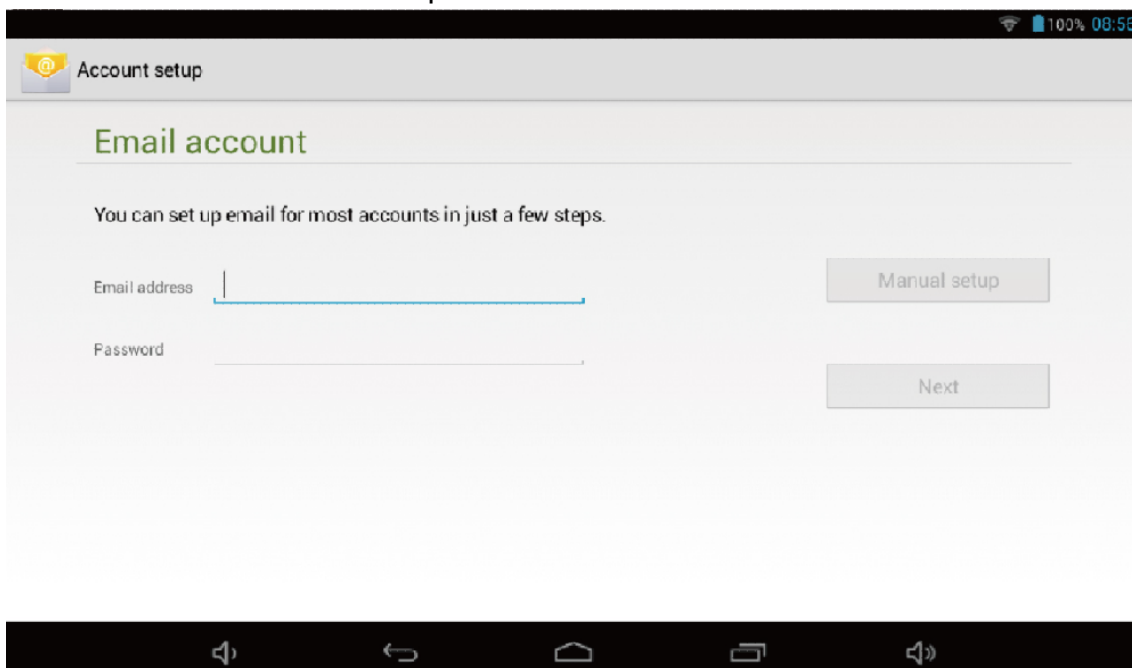 100% 08:56
Account setup
Email account
You can set up email for most accounts in just a few steps.
Email address
Manual setup
Password
Next